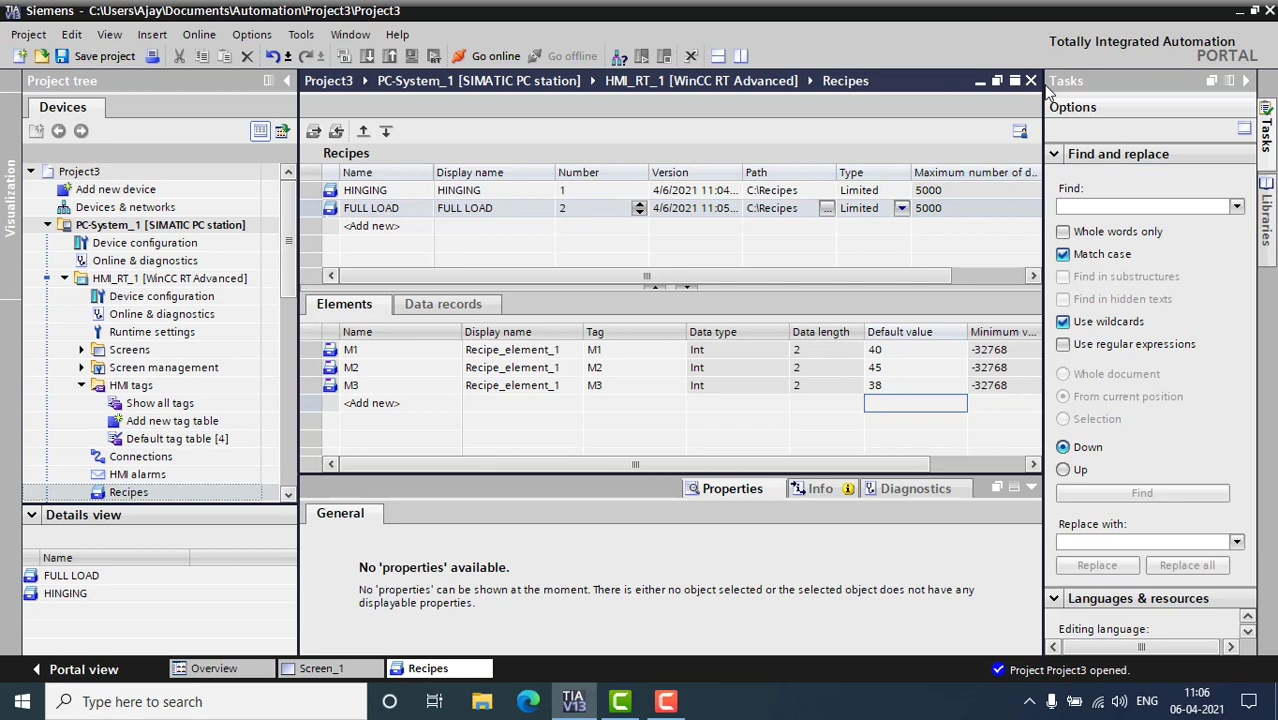 TIA V13 Siemens - C:\Users\Ajay\Documents\Automation\Project3\Project3
Project Edit View Insert Online Options Tools Window Help
Totally Integrated Automation
PORTAL
Save project Go online Go offline
Project tree
Project3 PC-System_1 [SIMATIC PC station] HMI_RT_1 [WinCC RT Advanced] Recipes
Tasks
Devices
Options
Visualization
Tasks
Libraries
Project3
Add new device
Devices & networks
PC-System_1 [SIMATIC PC station]
Device configuration
Online & diagnostics
HMI_RT_1 [WinCC RT Advanced]
Device configuration
Online & diagnostics
Runtime settings
Screens
Screen management
HMI tags
Show all tags
Add new tag table
Default tag table [4]
Connections
HMI alarms
Recipes
Details view
Name
FULL LOAD
HINGING
Recipes
Name Display name Number Version Path Type Maximum number of d...
HINGING HINGING 1 4/6/2021 11:04... C:\Recipes Limited 5000
FULL LOAD FULL LOAD 2 4/6/2021 11:05... C:\Recipes ... Limited 5000
<Add new>
Elements Data records
Name Display name Tag Data type Data length Default value Minimum v...
M1 Recipe_element_1 M1 Int 2 40 -32768
M2 Recipe_element_1 M2 Int 2 45 -32768
M3 Recipe_element_1 M3 Int 2 38 -32768
<Add new>
Properties Info Diagnostics
General
No 'properties' available.
No 'properties' can be shown at the moment. There is either no object selected or the selected object does not have any
displayable properties.
Find and replace
Find:
Whole words only
Match case
Find in substructures
Find in hidden texts
Use wildcards
Use regular expressions
Whole document
From current position
Selection
Down
Up
Find
Replace with:
Replace Replace all
Languages & resources
Editing language:
Portal view Overview Screen_1 Recipes Project Project3 opened.
Type here to search TIA V13 ENG 11:06
06-04-2021